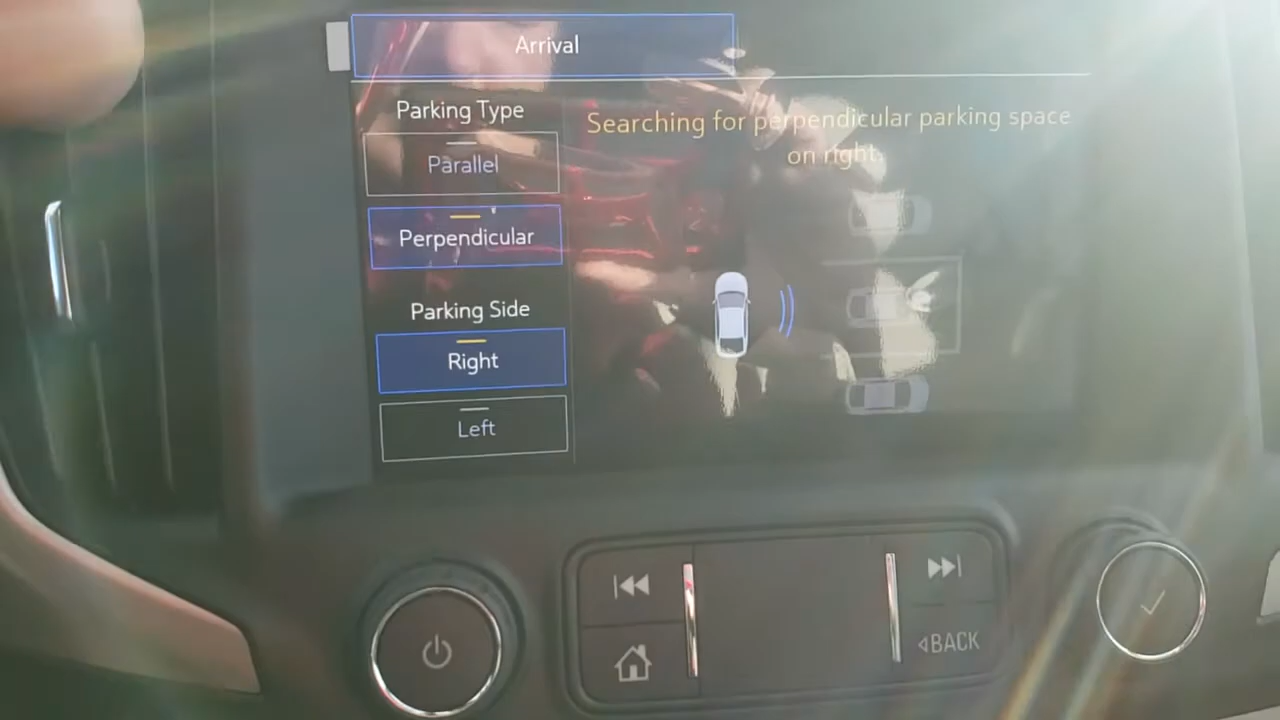 Arrival
Parking Type
Parallel
Perpendicular
Parking Side
Right
Left
Searching for perpendicular parking space
on right.
BACK